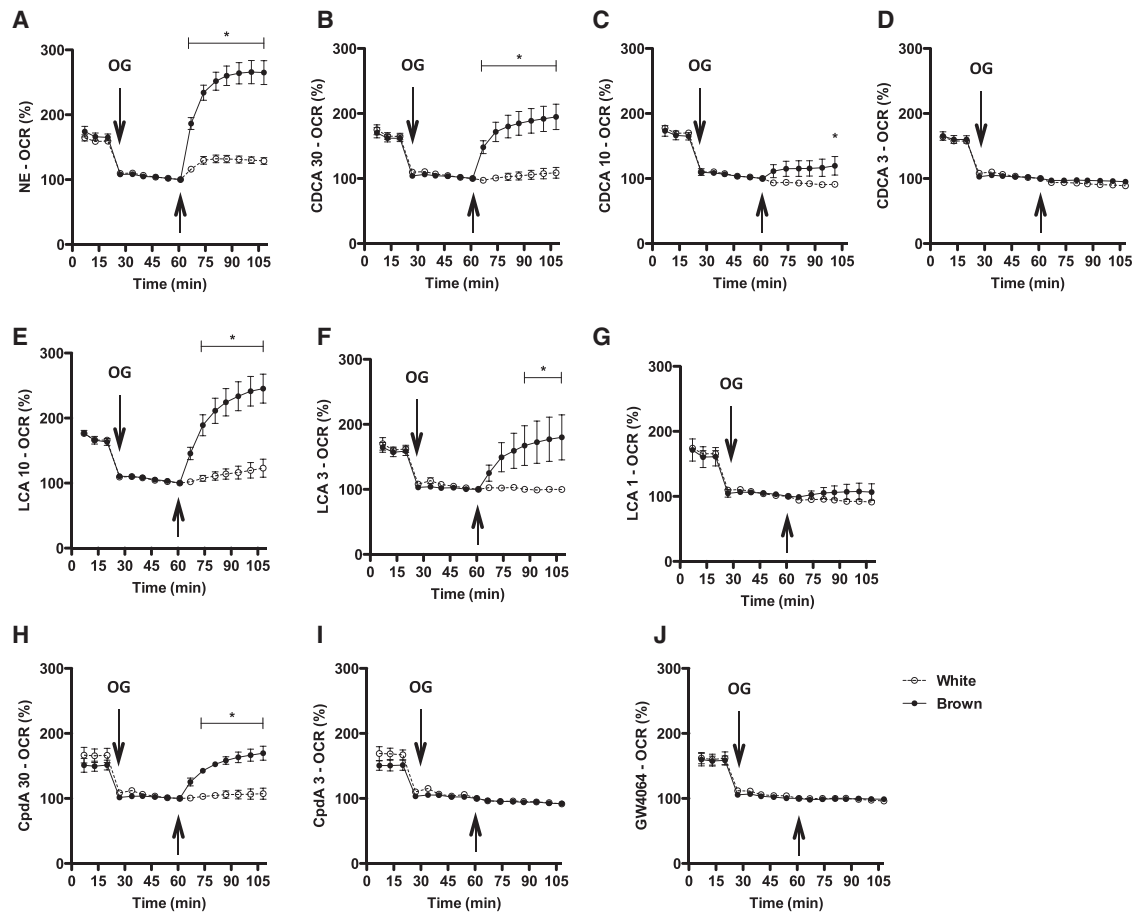 A
B
C
D
*
*
300
200
100
0
NE - OCR (%)
OG
0 15 30 45 60 75 90 105
Time (min)
300
200
100
0
CDCA 30 - OCR (%)
OG
0 15 30 45 60 75 90 105
Time (min)
300
200
100
0
CDCA 10 - OCR (%)
OG
*
0 15 30 45 60 75 90 105
Time (min)
300
200
100
0
CDCA 3 - OCR (%)
OG
0 15 30 45 60 75 90 105
Time (min)
E
F
G
*
300
200
100
0
LCA 10 - OCR (%)
OG
0 15 30 45 60 75 90 105
Time (min)
*
300
200
100
0
LCA 3 - OCR (%)
OG
0 15 30 45 60 75 90 105
Time (min)
300
200
100
0
LCA 1 - OCR (%)
OG
0 15 30 45 60 75 90 105
Time (min)
H
I
J
300
200
100
0
CpdA 30 - OCR (%)
OG
*
0 15 30 45 60 75 90 105
Time (min)
300
200
100
0
CpdA 3 - OCR (%)
OG
0 15 30 45 60 75 90 105
Time (min)
300
200
100
0
GW4064 - OCR (%)
OG
0 15 30 45 60 75 90 105
Time (min)
White
Brown